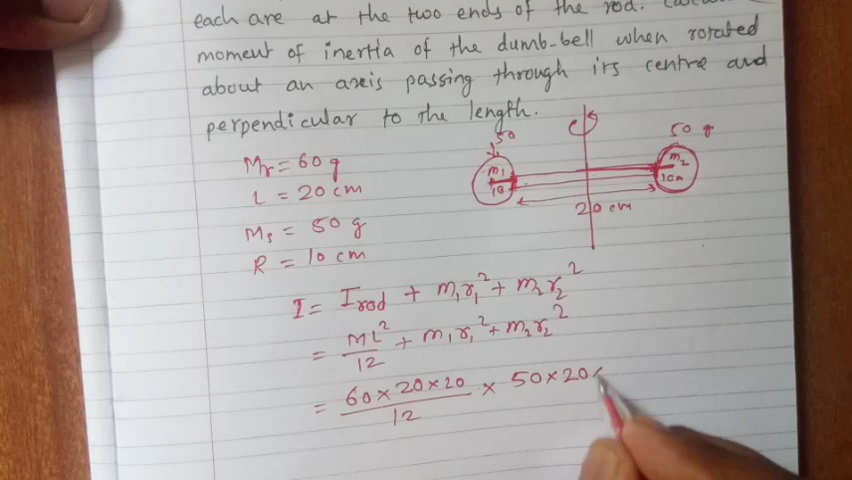 each are at the two ends of the rod.
moment of inertia of the dumb-bell when rotated
about an axis passing through its centre and
perpendicular to the length.
50
50 g
Mr = 60 g
m1
10
m2
10cm
L = 20 cm
20 cm
Ms = 50 g
R = 10 cm
I = Irod + m₁r₁² + m₂r₂²
= ML²/12 + m₁r₁² + m₂r₂²
= 60×20×20/12 × 50×20